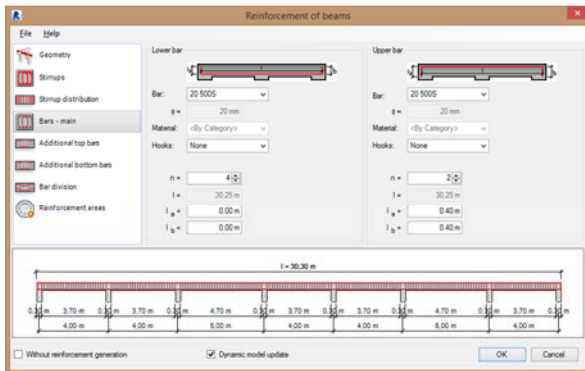 Reinforcement of beams
File Help
Geometry
Stirrups
Stirrup distribution
Bars - main
Additional top bars
Additional bottom bars
Bar division
Reinforcement areas
Lower bar
Bar: 20 500S
ϕ = 20 mm
Material: <By Category>
Hooks: None
n = 4
l = 30.25 m
l a = 0.00 m
l b = 0.00 m
Upper bar
Bar: 20 500S
ϕ = 20 mm
Material: <By Category>
Hooks: None
n = 2
l = 30.25 m
l a = 0.40 m
l b = 0.40 m
l = 30,30 m
3,70 m 3,70 m 4,70 m 3,70 m 3,70 m 4,70 m 3,70 m
4,00 m 4,00 m 5,00 m 4,00 m 4,00 m 5,00 m 4,00 m
Without reinforcement generation
Dynamic model update
OK Cancel